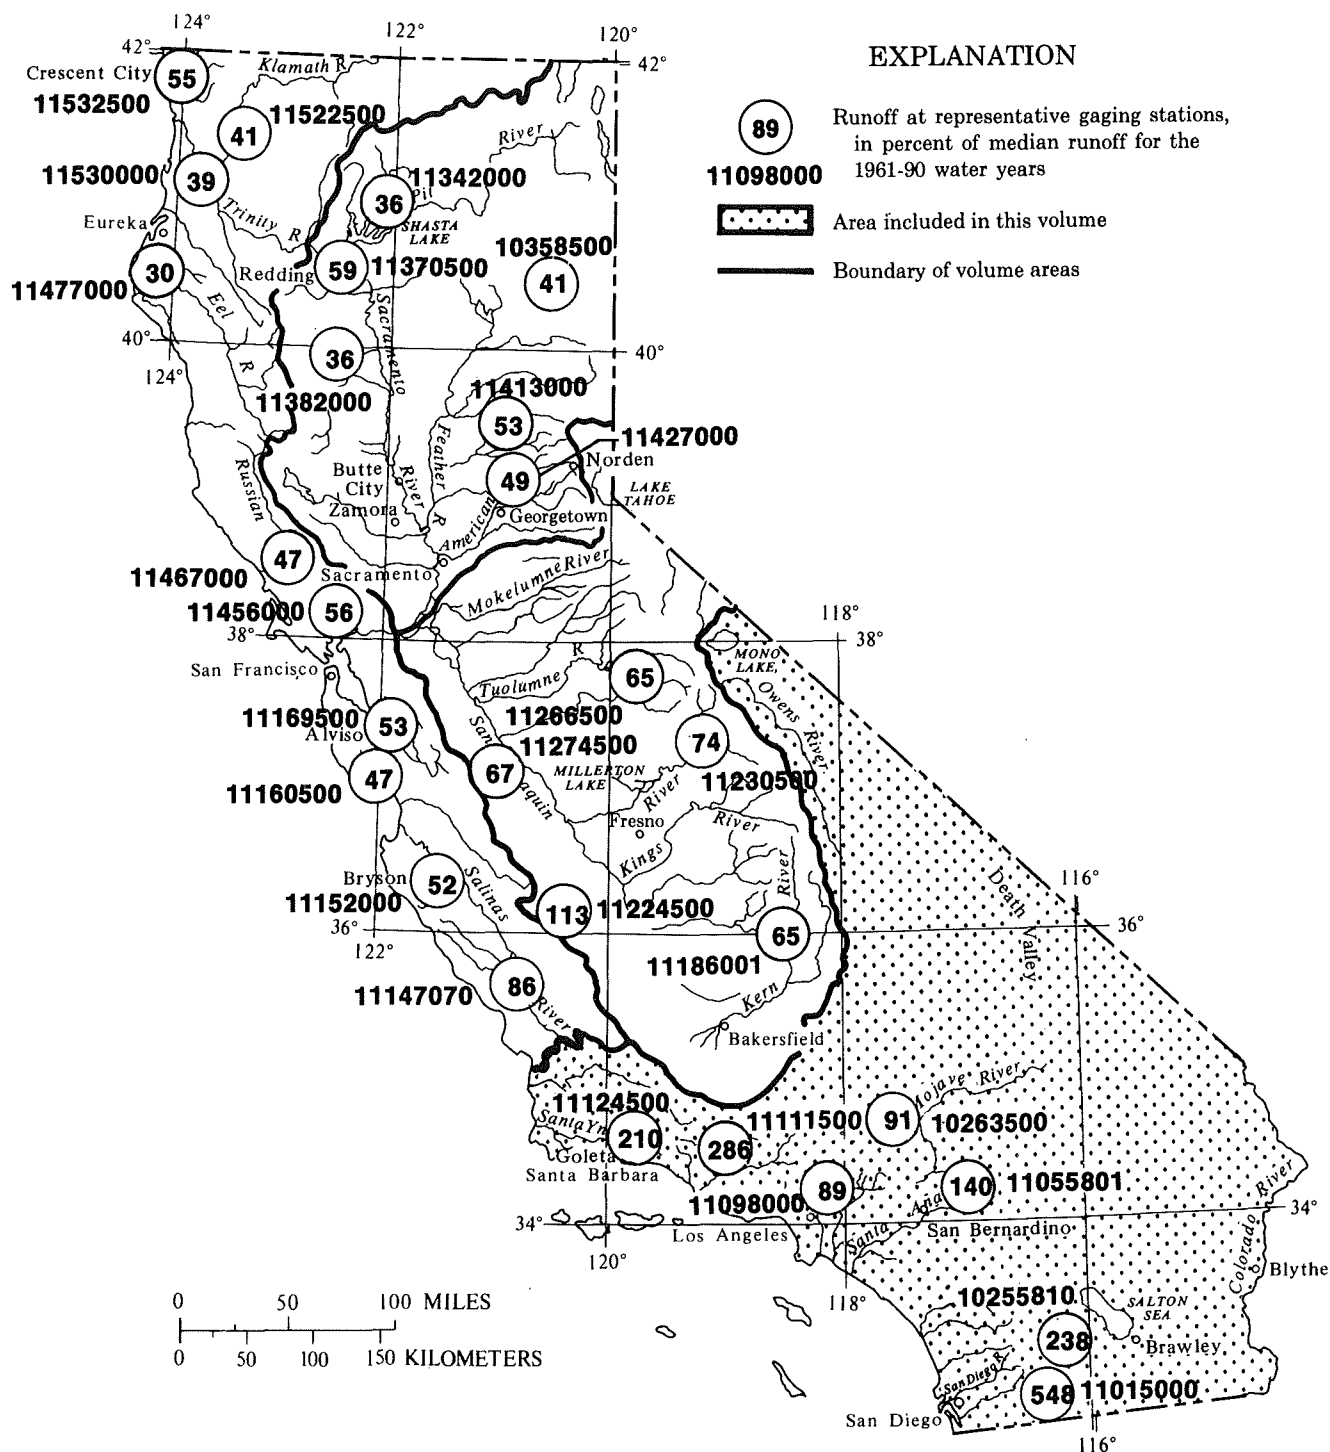 124°
122°
120°
42°
42°
EXPLANATION
Crescent City
55
11532500
Klamath R
11522500
41
River
89
11098000
Runoff at representative gaging stations,
in percent of median runoff for the
1961-90 water years
Area included in this volume
Boundary of volume areas
11530000
39
11342000
36
Pit
Eureka
Trinity R
SHASTA
LAKE
10358500
41
30
11477000
Redding
59
11370500
Eel R
Sacramento River
40°
40°
124°
36
11382000
11413000
53
11427000
Feather R
49
Norden
Butte
City
Zamora
LAKE
TAHOE
Georgetown
American
Russian
47
11467000
Sacramento
Mokelumne River
11456000
56
118°
38°
38°
San Francisco
MONO
LAKE,
Tuolumne R
65
11266500
Owens River
11169500
53
Alviso
San
11274500
74
67
MILLERTON
LAKE
River
11230500
47
11160500
aquin
Fresno
River
Kings
River
Bryson
52
Salinas
11152000
113
11224500
Death Valley
116°
36°
36°
122°
65
11186001
86
11147070
River
Kern
Bakersfield
11124500
Santa Yn
210
Goleta
Santa Barbara
286
11111500
91
Mojave River
10263500
11098000
89
140
11055801
Santa Ana
San Bernardino
34°
34°
Los Angeles
120°
118°
Colorado River
Blythe
0 50 100 MILES
0 50 100 150 KILOMETERS
10255810
SALTON
SEA
238
Brawley
San Diego R
548
11015000
San Diego
116°